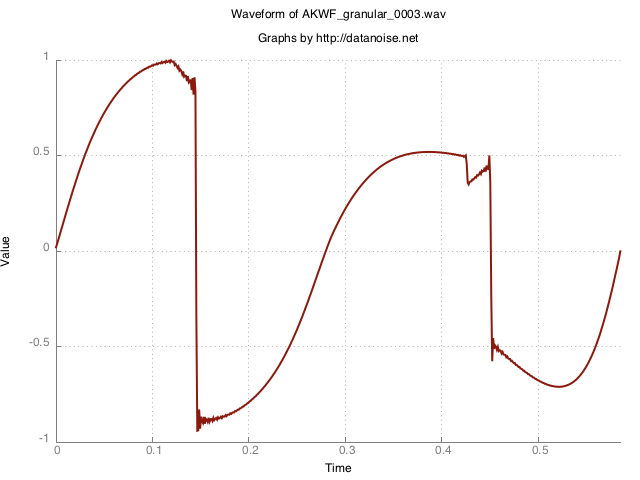 Waveform of AKWF_granular_0003.wav
Graphs by http://datanoise.net
1
0.5
0
-0.5
-1
Value
0 0.1 0.2 0.3 0.4 0.5
Time